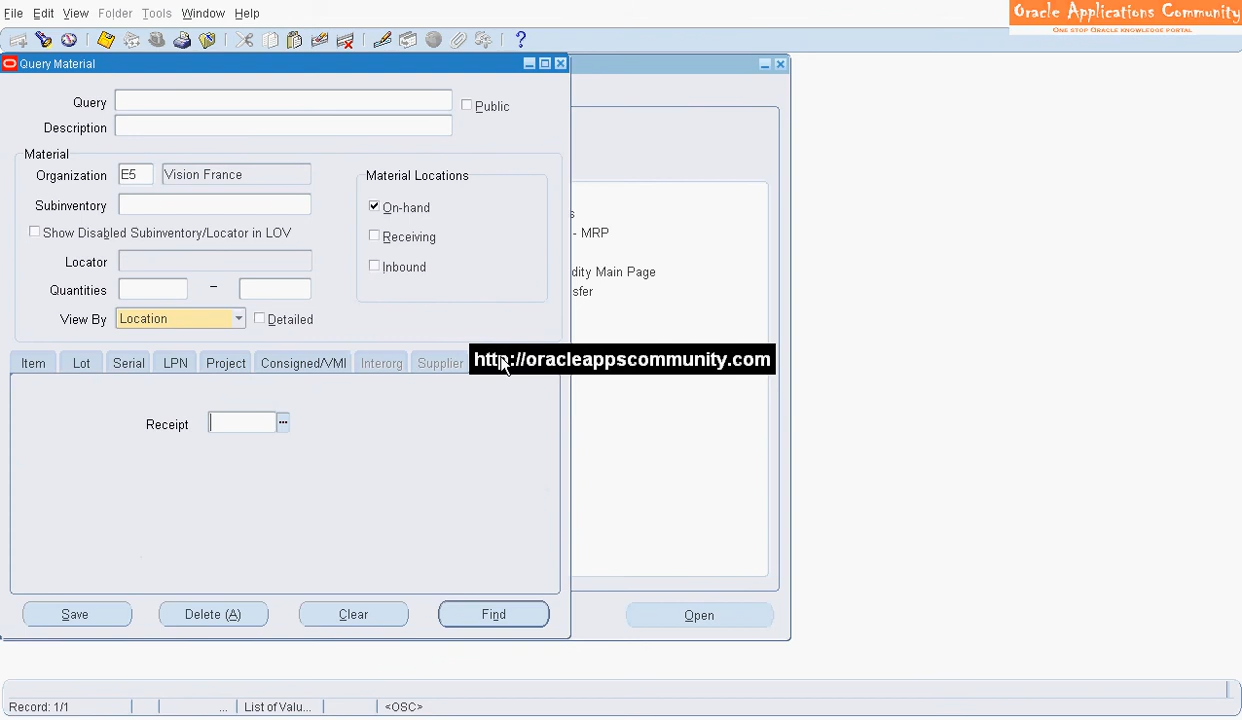 File Edit View Folder Tools Window Help
Oracle Applications Community
One stop Oracle knowledge portal
Query Material
Query
Public
Description
Material
Organization E5 Vision France
Material Locations
Subinventory
On-hand
Show Disabled Subinventory/Locator in LOV
Receiving
- MRP
Locator
Inbound
dity Main Page
Quantities –
sfer
View By Location Detailed
Item Lot Serial LPN Project Consigned/VMI Interorg Supplier
http://oracleappscommunity.com
Receipt
Save Delete (A) Clear Find Open
Record: 1/1 ... List of Valu... <OSC>